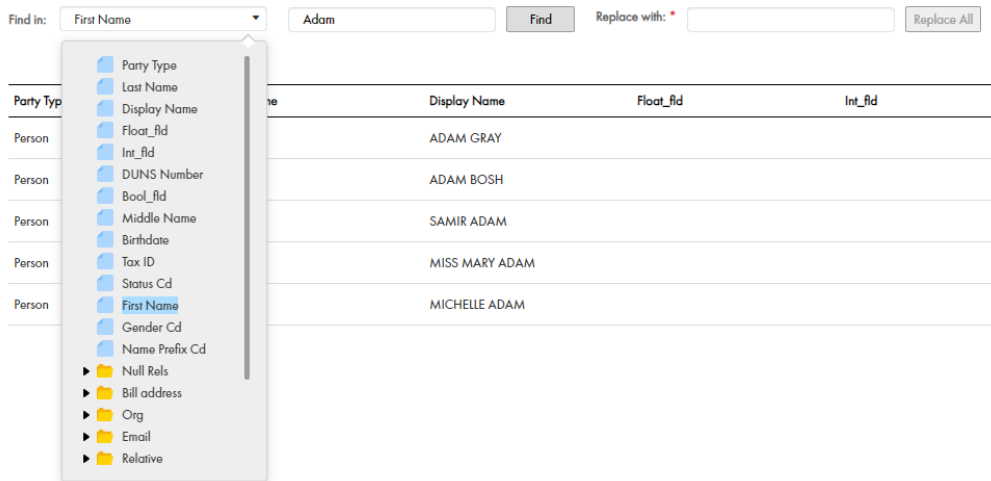 Find in: First Name Adam Find Replace with: * Replace All
Party Type
Last Name
Display Name
Float_fld
Int_fld
DUNS Number
Bool_fld
Middle Name
Birthdate
Tax ID
Status Cd
First Name
Gender Cd
Name Prefix Cd
Null Rels
Bill address
Org
Email
Relative
Party Typ ne Display Name Float_fld Int_fld
Person ADAM GRAY
Person ADAM BOSH
Person SAMIR ADAM
Person MISS MARY ADAM
Person MICHELLE ADAM